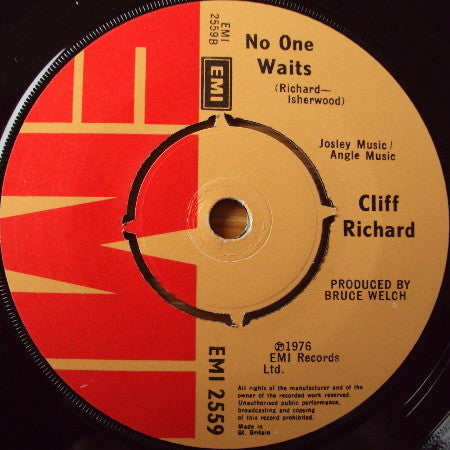 EMI
EMI
2559B
EMI
No One
Waits
(Richard—
Isherwood)
Josley Music/
Angle Music
Cliff
Richard
PRODUCED BY
BRUCE WELCH
℗1976
EMI Records
Ltd.
EMI 2559
All rights of the manufacturer and of the
owner of the recorded work reserved.
Unauthorised public performance,
broadcasting and copying
of this record prohibited.
Made in
Gt. Britain